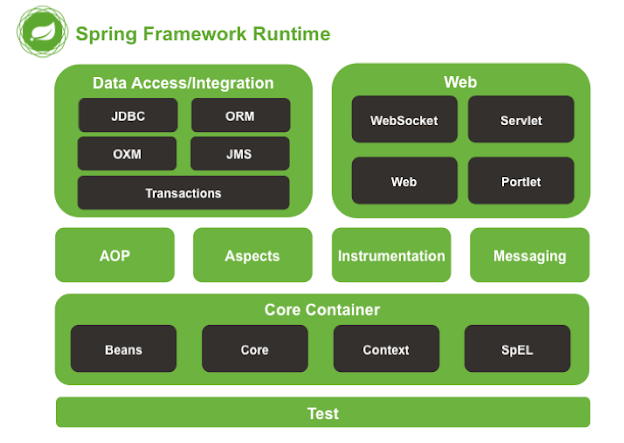 Spring Framework Runtime
Data Access/Integration
JDBC
ORM
OXM
JMS
Transactions
Web
WebSocket
Servlet
Web
Portlet
AOP
Aspects
Instrumentation
Messaging
Core Container
Beans
Core
Context
SpEL
Test